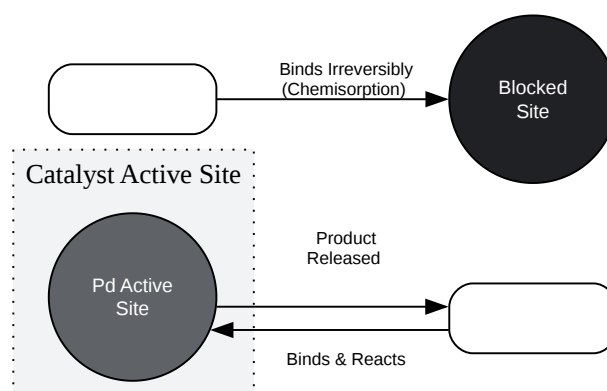 Binds Irreversibly
(Chemisorption)
Blocked
Site
Catalyst Active Site
Pd Active
Site
Product
Released
Binds & Reacts